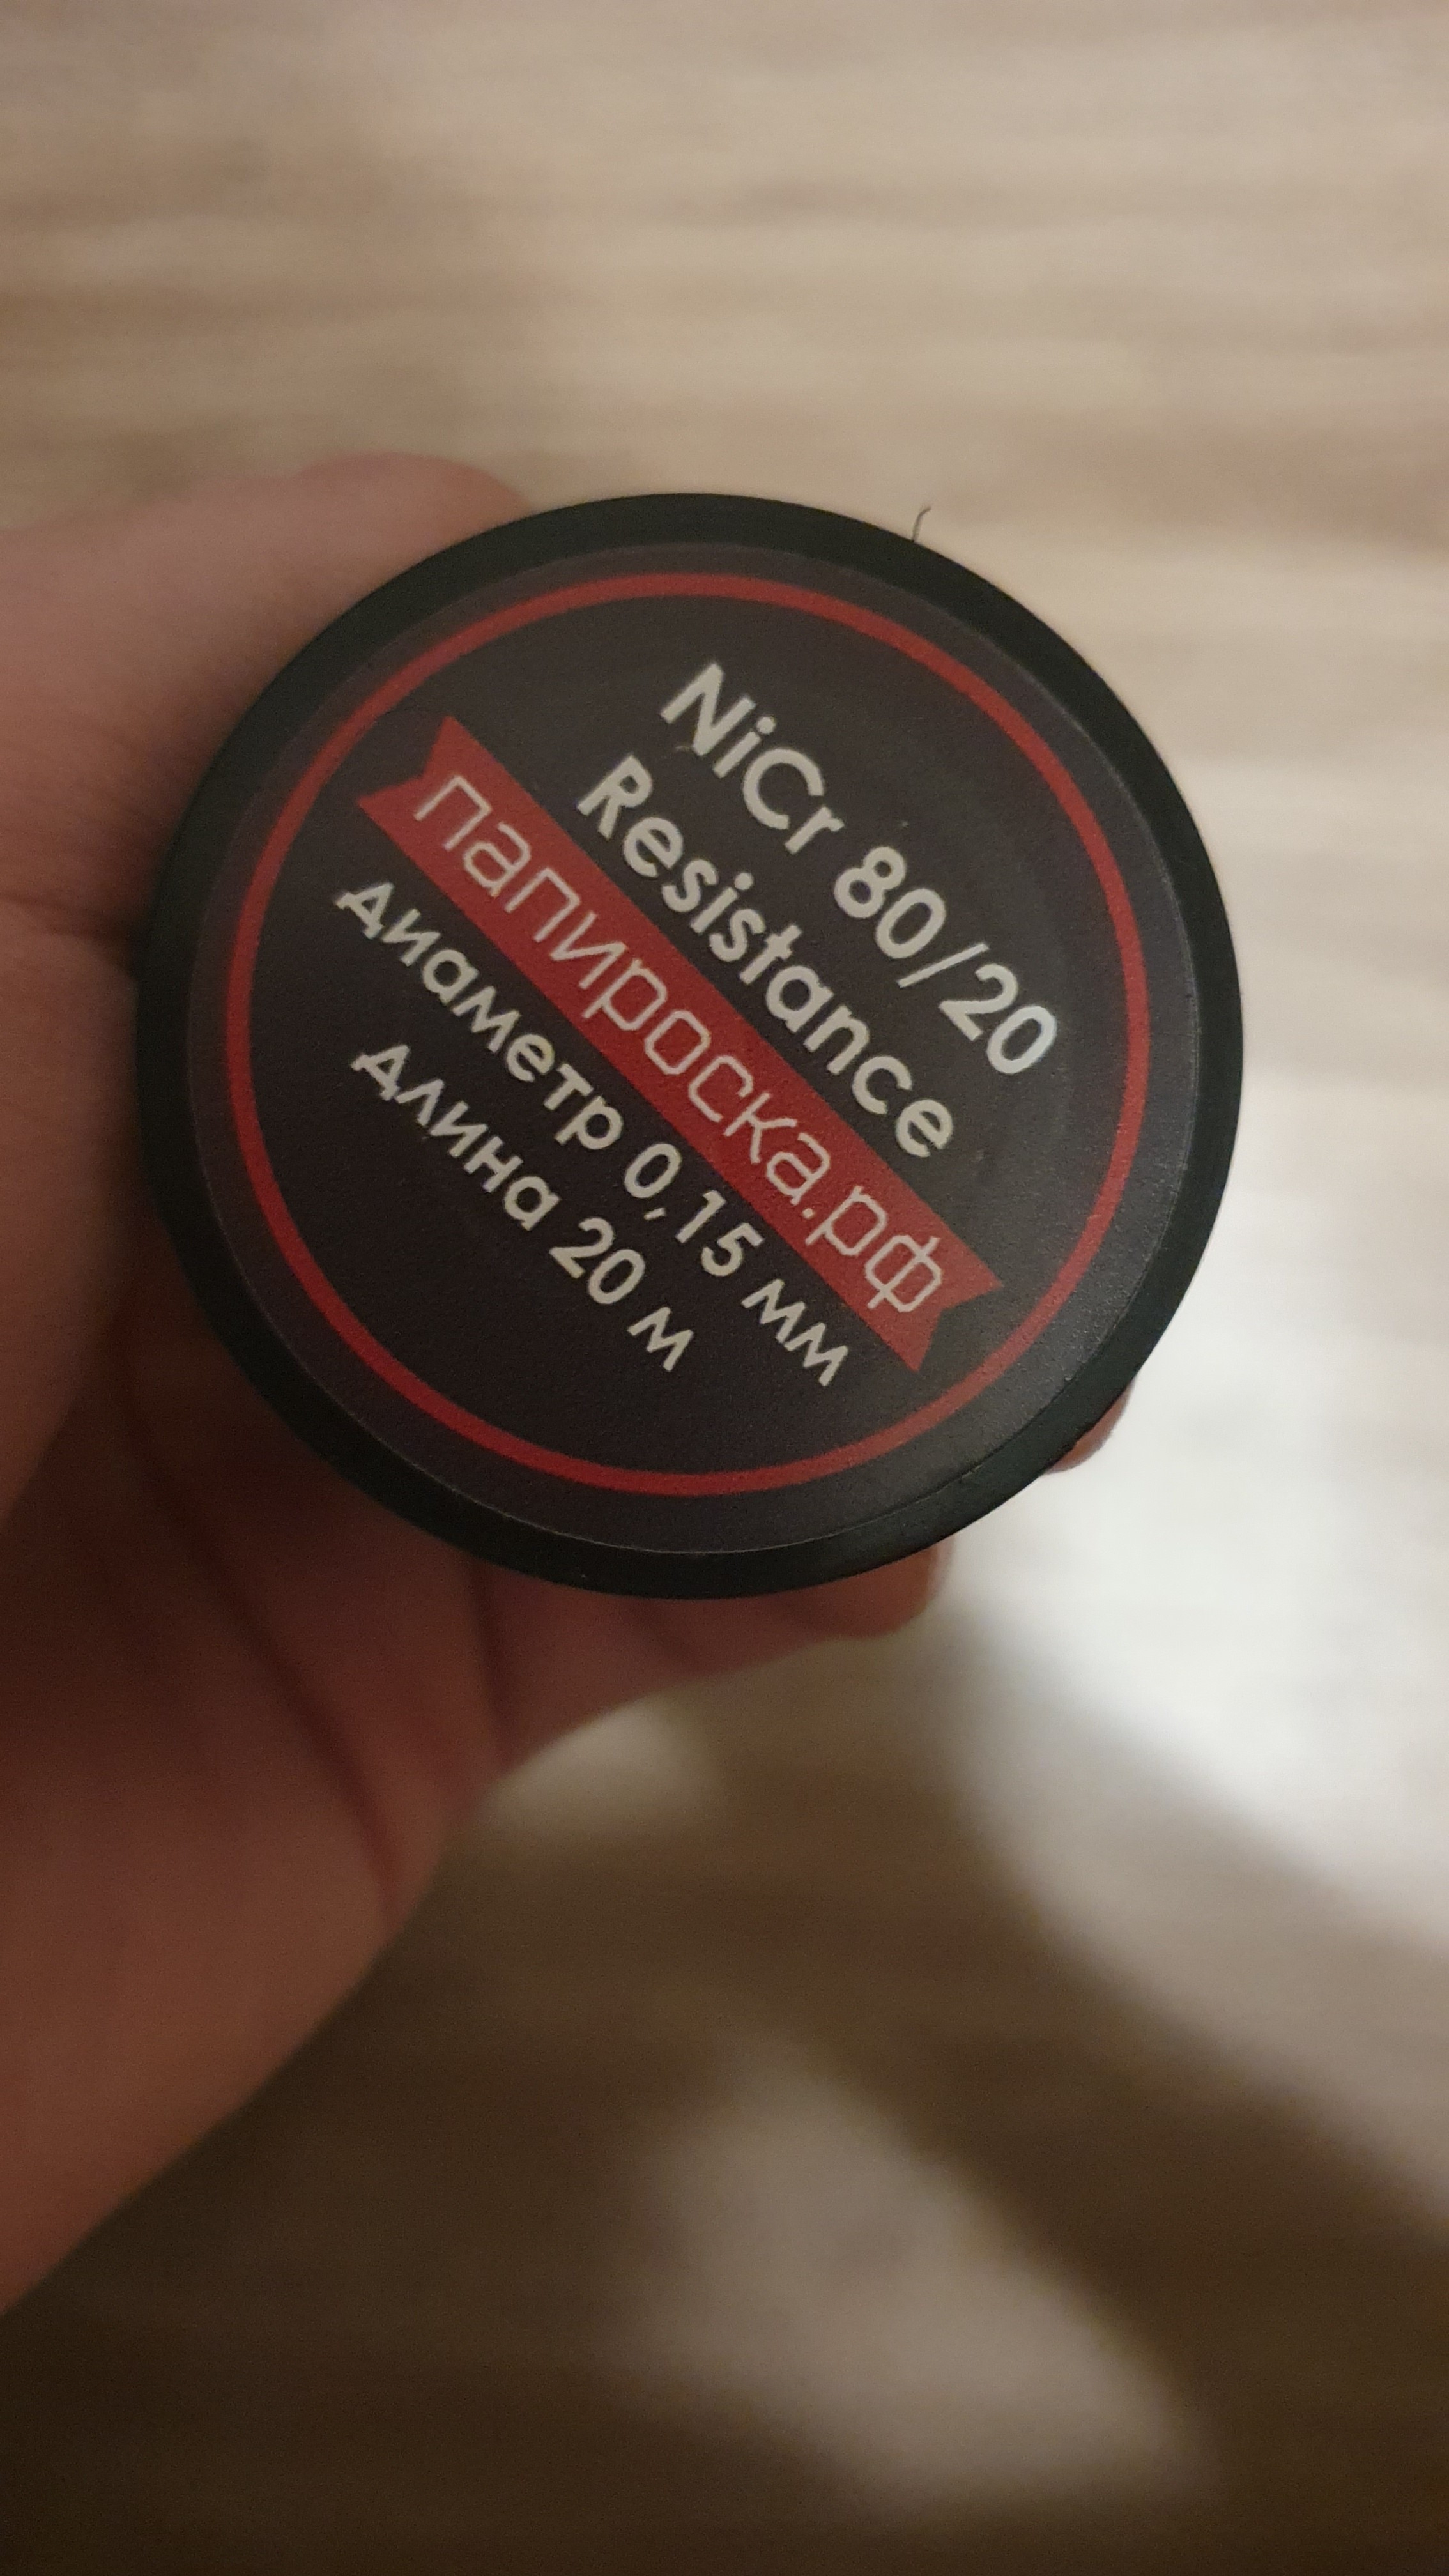 NiCr 80/20
Resistance
папироска.рф
диаметр 0,15 мм
длина 20 м